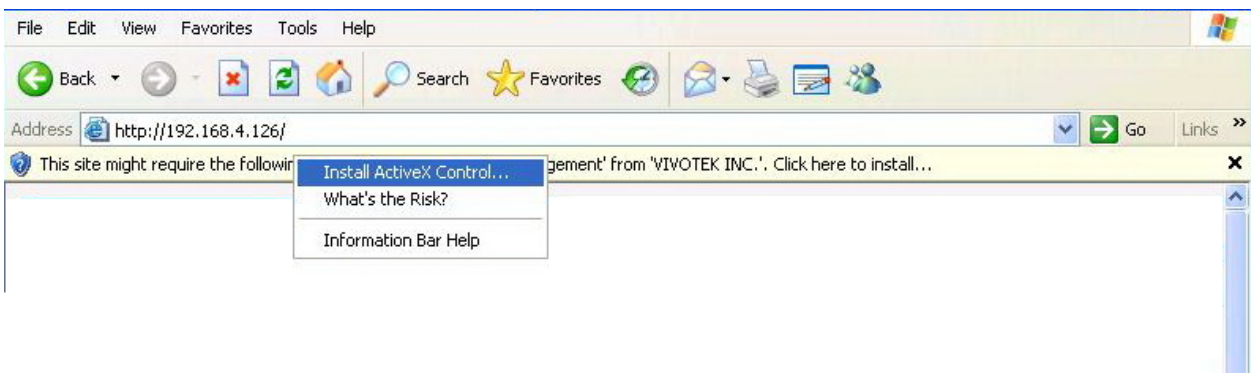 File Edit View Favorites Tools Help
Back Search Favorites
Address http://192.168.4.126/ Go Links »
This site might require the following gement' from 'VIVOTEK INC.'. Click here to install...
Install ActiveX Control...
What's the Risk?
Information Bar Help